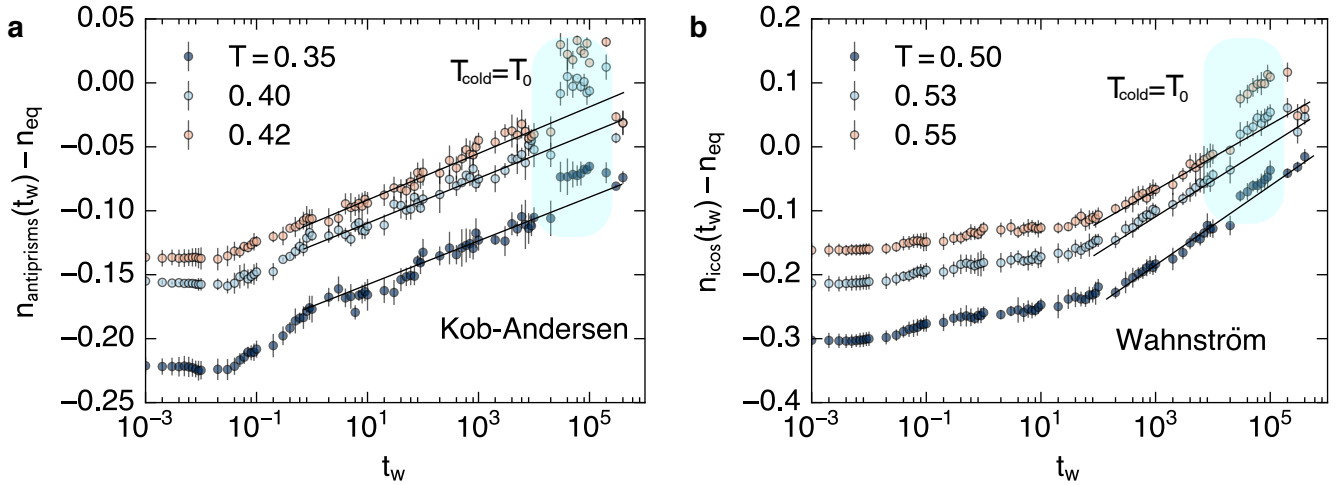 a
n_antiprisms(t_w) − n_eq
0.05
0.00
−0.05
−0.10
−0.15
−0.20
−0.25
T = 0.35
0.40
0.42
T_cold=T_0
Kob-Andersen
10^−3 10^−1 10^1 10^3 10^5
t_w
b
n_icos(t_w) − n_eq
0.2
0.1
0.0
−0.1
−0.2
−0.3
−0.4
T = 0.50
0.53
0.55
T_cold=T_0
Wahnström
10^−3 10^−1 10^1 10^3 10^5
t_w